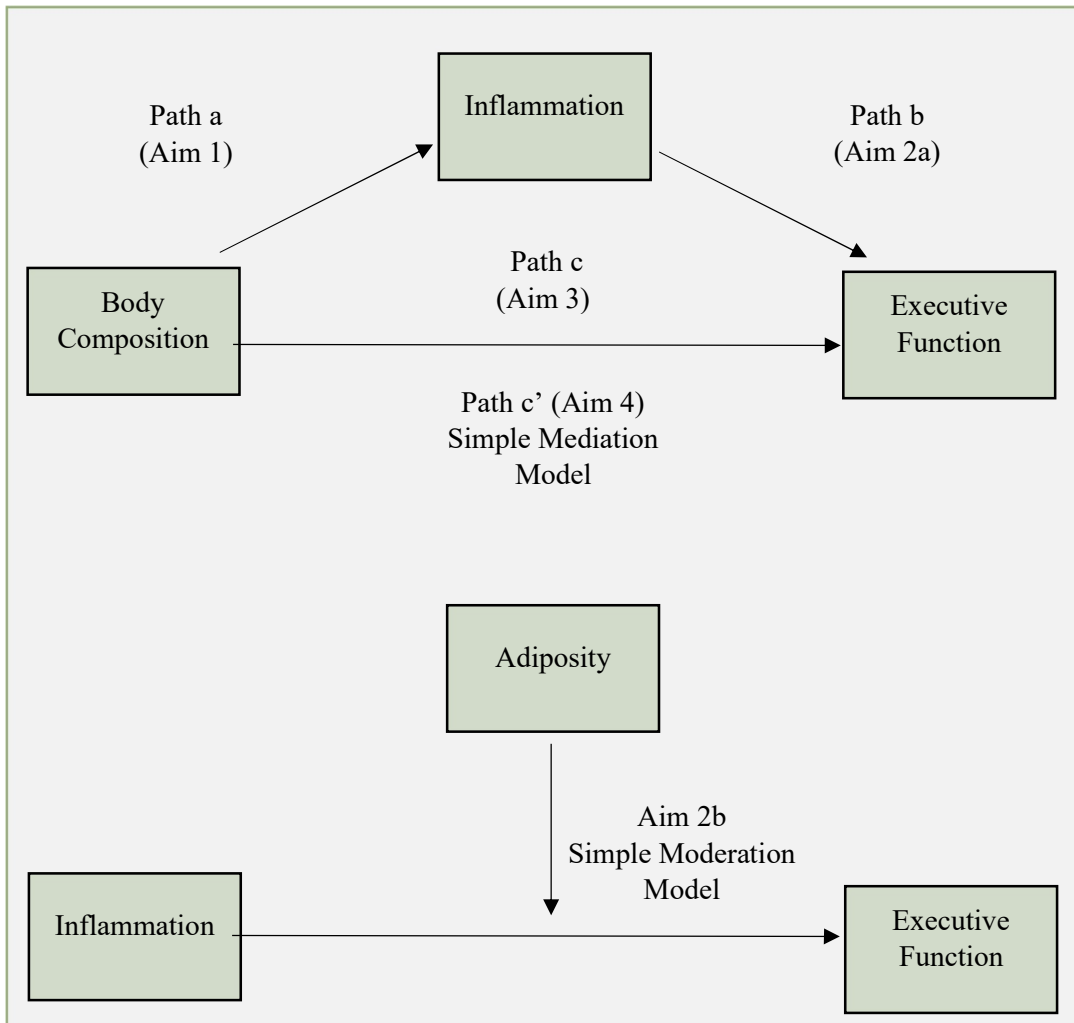 Inflammation
Path a
(Aim 1)
Path b
(Aim 2a)
Path c
(Aim 3)
Body
Composition
Executive
Function
Path c’ (Aim 4)
Simple Mediation
Model
Adiposity
Aim 2b
Simple Moderation
Model
Inflammation
Executive
Function